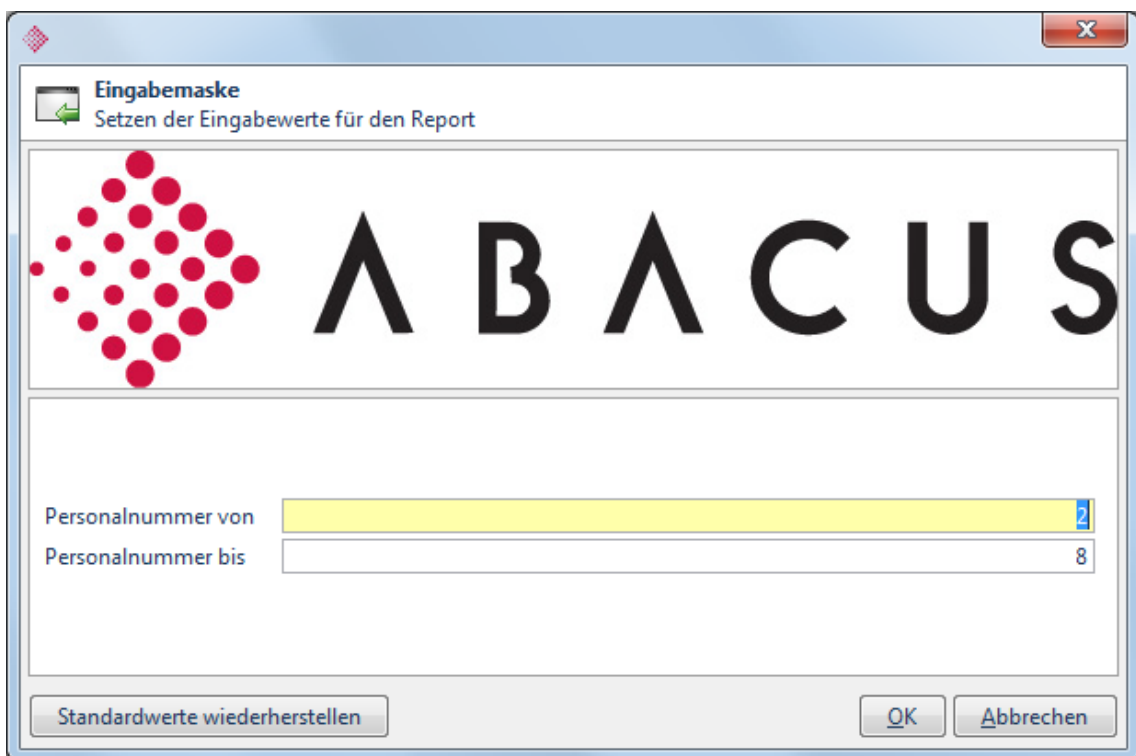 Eingabemaske
Setzen der Eingabewerte für den Report
ABACUS
Personalnummer von 2
Personalnummer bis 8
Standardwerte wiederherstellen OK Abbrechen